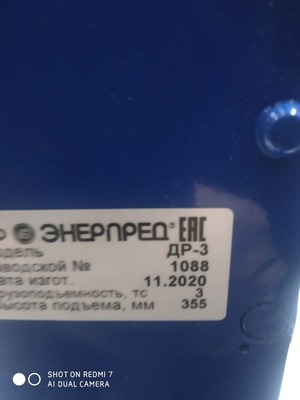 ЭНЕРПРЕД ЕАС
одель ДР-3
водской № 1088
ата изгот. 11.2020
рузоподъемность, тс 3
ысота подъема, мм 355
SHOT ON REDMI 7
AI DUAL CAMERA